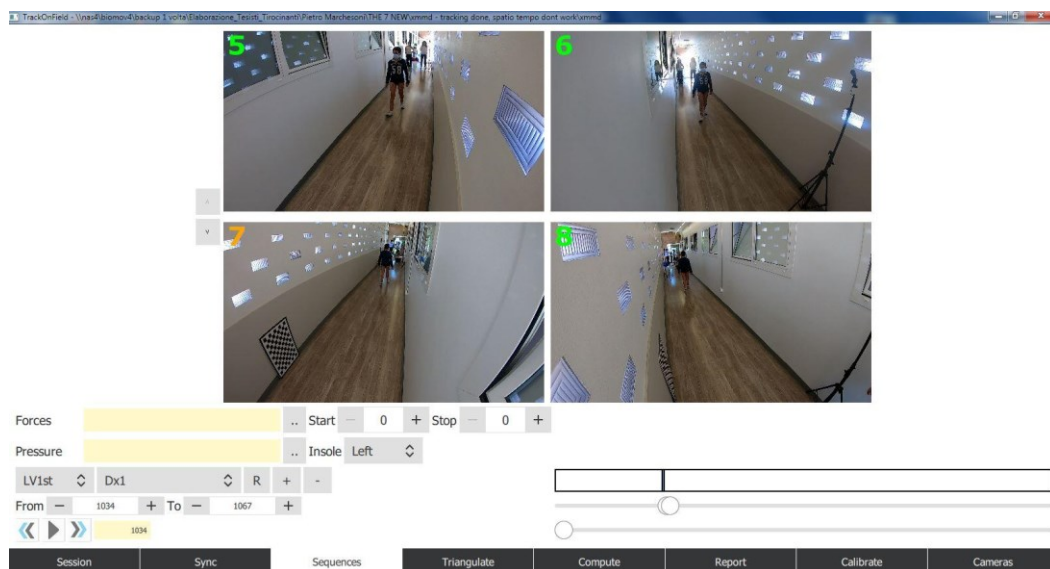 TrackOnField - \\nas4\biomov4\backup 1 volta\Elaborazione_Tesisti_Tirocinanti\Pietro Marchesoni\THE 7 NEW\xmmd - tracking done, spatio tempo dont work\xmmd
5
6
7
8
^
v
Forces .. Start − 0 + Stop − 0 +
Pressure .. Insole Left
LV1st Dx1 R + -
From − 1034 + To − 1067 +
1034
Session Sync Sequences Triangulate Compute Report Calibrate Cameras